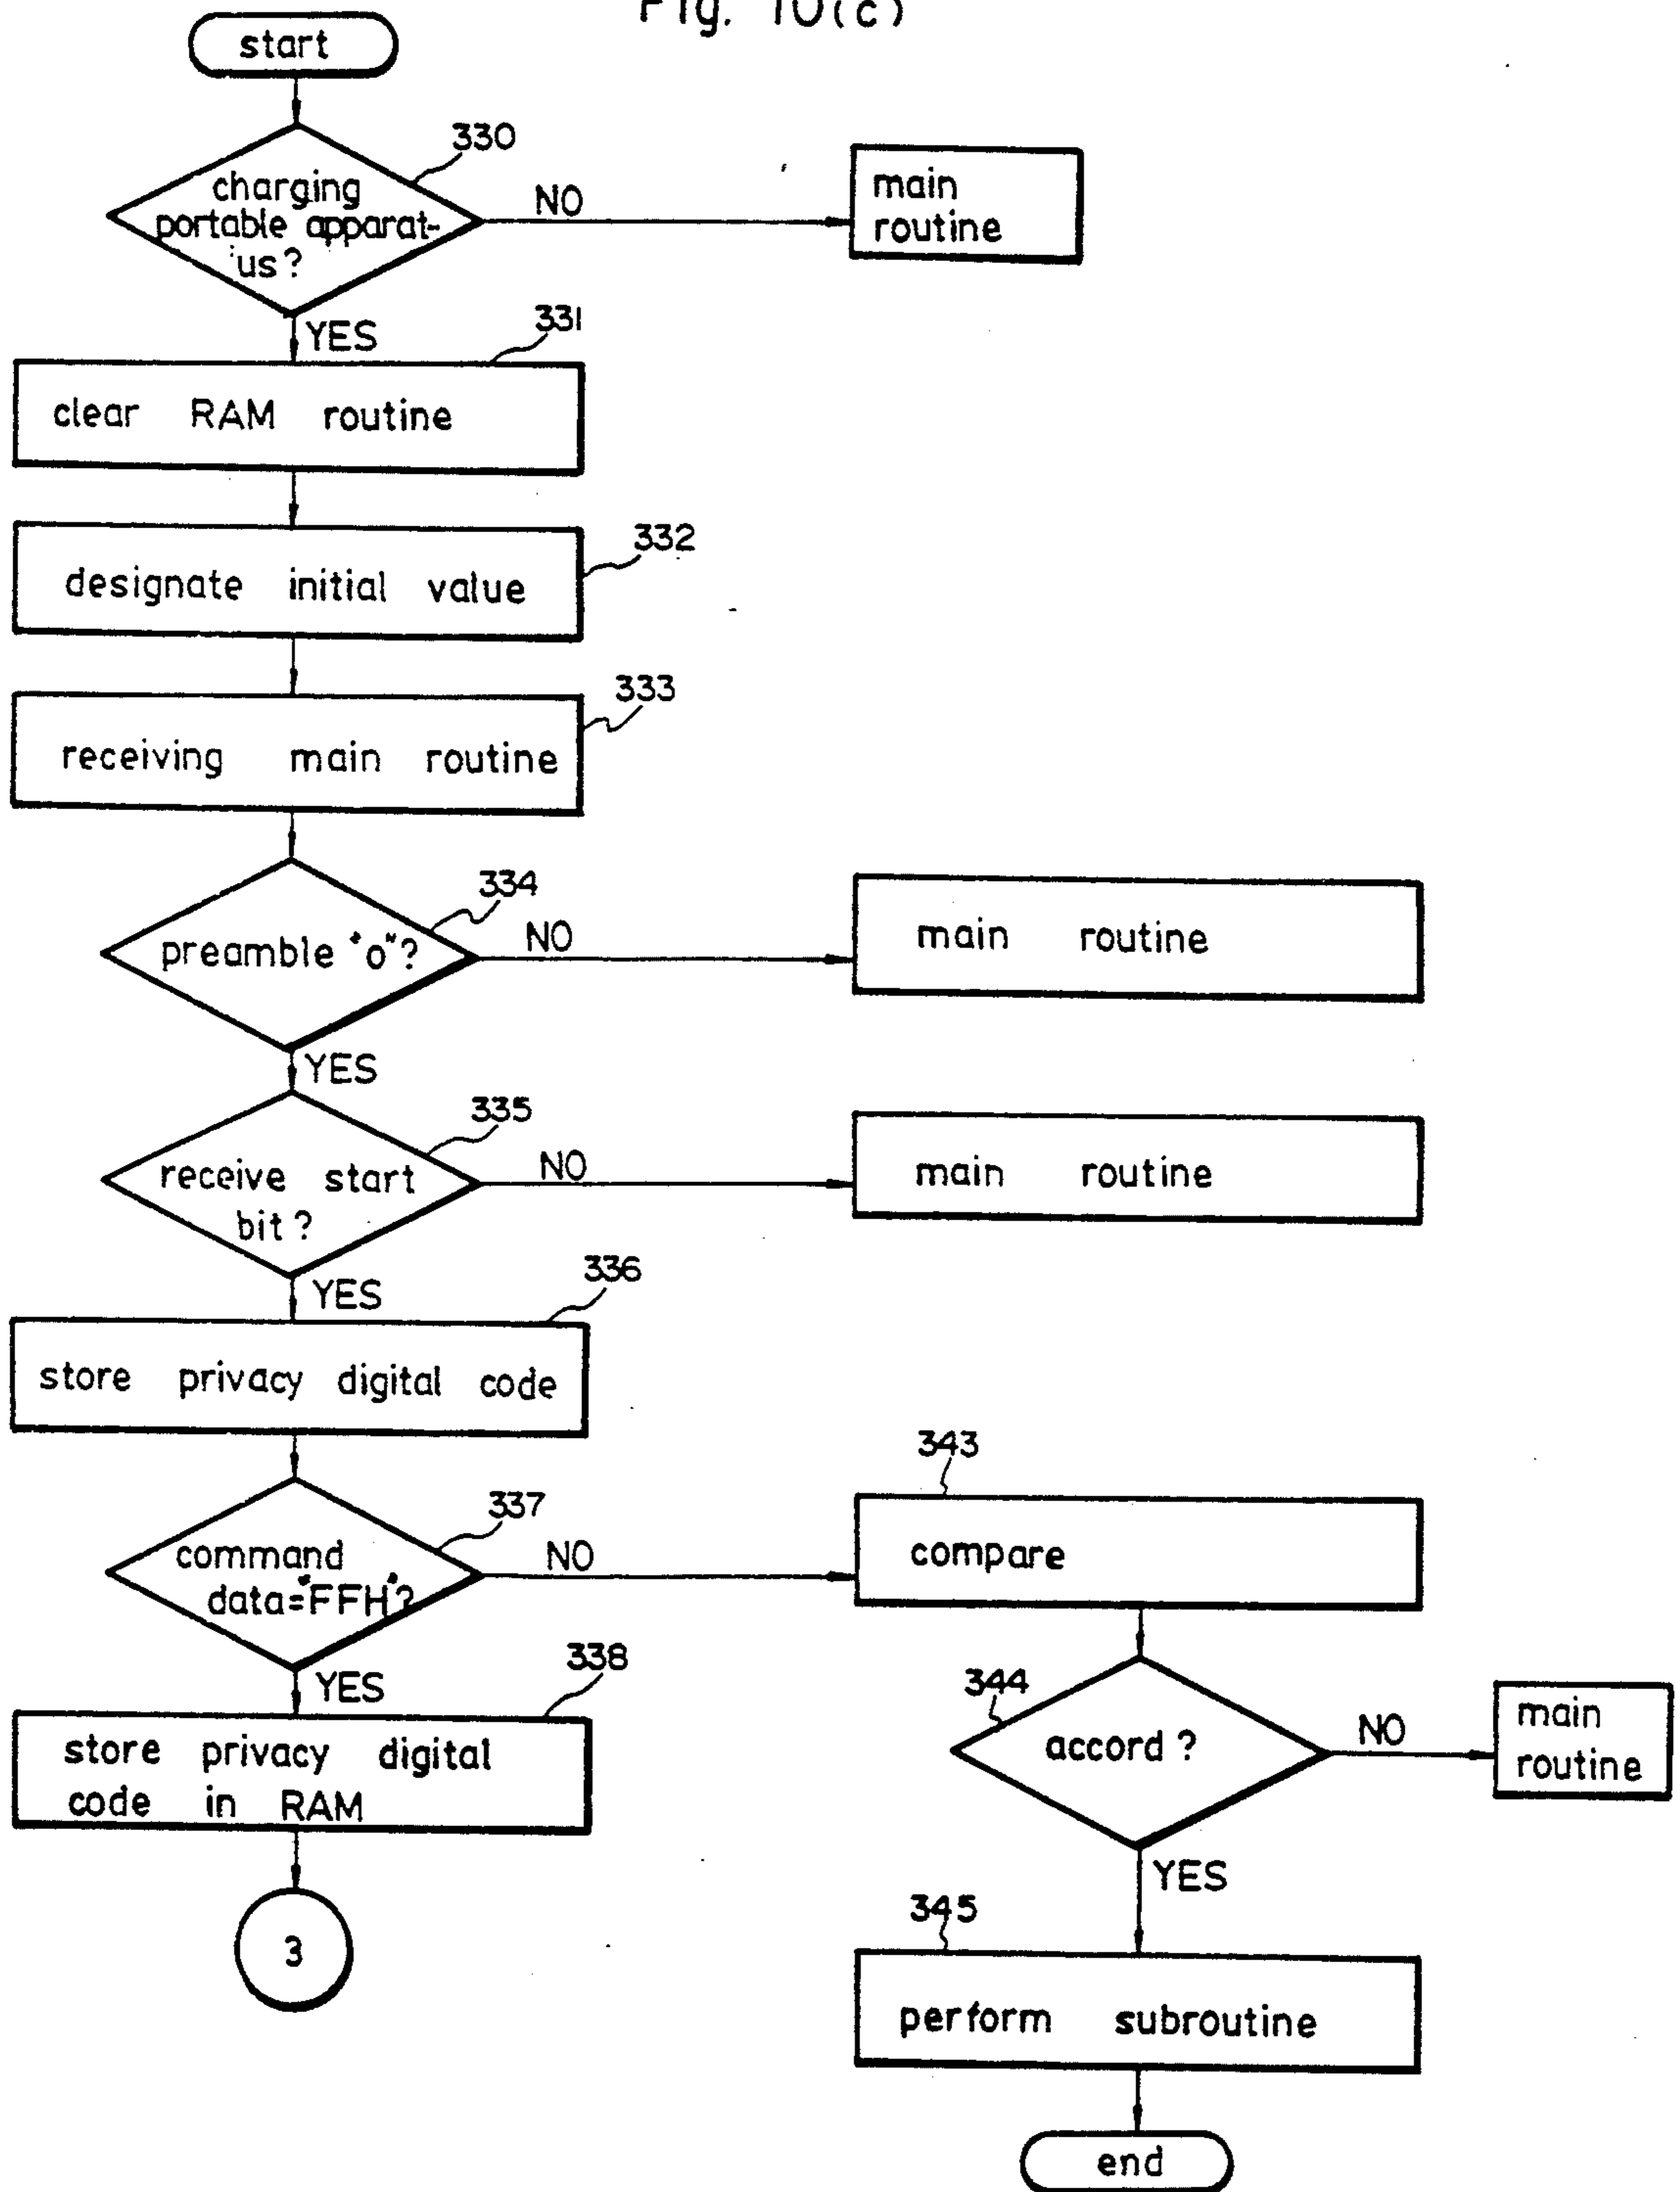 Fig. 10(c)
start
330
charging
portable apparat-
us?
NO
main
routine
YES
331
clear RAM routine
332
designate initial value
333
receiving main routine
334
preamble "o"?
NO
main routine
YES
335
receive start
bit?
NO
main routine
YES
336
store privacy digital code
337
command
data="FFH"?
NO
343
compare
YES
338
store privacy digital
code in RAM
3
344
accord?
NO
main
routine
YES
345
perform subroutine
end